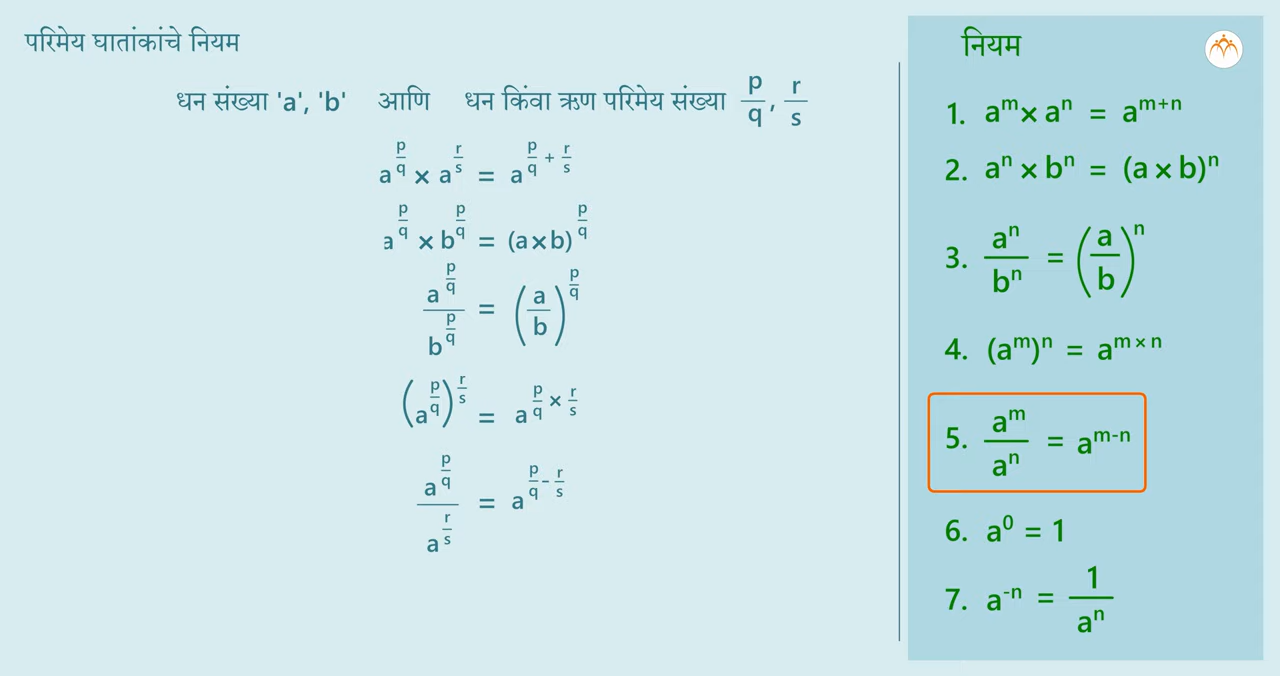 परिमेय घातांकांचे नियम
धन संख्या 'a', 'b' आणि धन किंवा ऋण परिमेय संख्या p/q, r/s
a^(p/q) × a^(r/s) = a^(p/q + r/s)
a^(p/q) × b^(p/q) = (a×b)^(p/q)
a^(p/q) / b^(p/q) = (a/b)^(p/q)
(a^(p/q))^(r/s) = a^(p/q × r/s)
a^(p/q) / a^(r/s) = a^(p/q - r/s)
नियम
1. a^m × a^n = a^(m+n)
2. a^n × b^n = (a × b)^n
3. a^n / b^n = (a/b)^n
4. (a^m)^n = a^(m × n)
5. a^m / a^n = a^(m-n)
6. a^0 = 1
7. a^(-n) = 1 / a^n